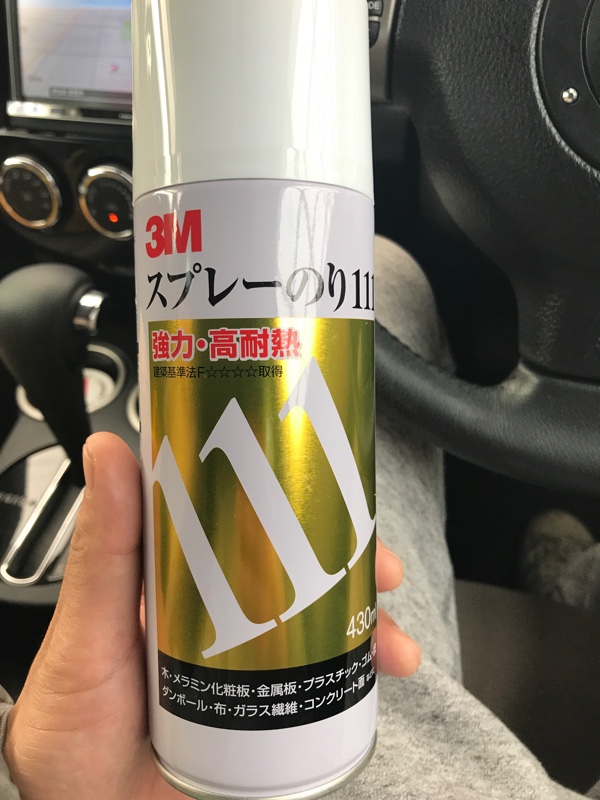 3M
スプレーのり111
強力・高耐熱
建築基準法F☆☆☆☆取得
111
木・メラミン化粧板・金属板・プラスチック・ゴム
ダンボール・布・ガラス繊維・コンクリート面